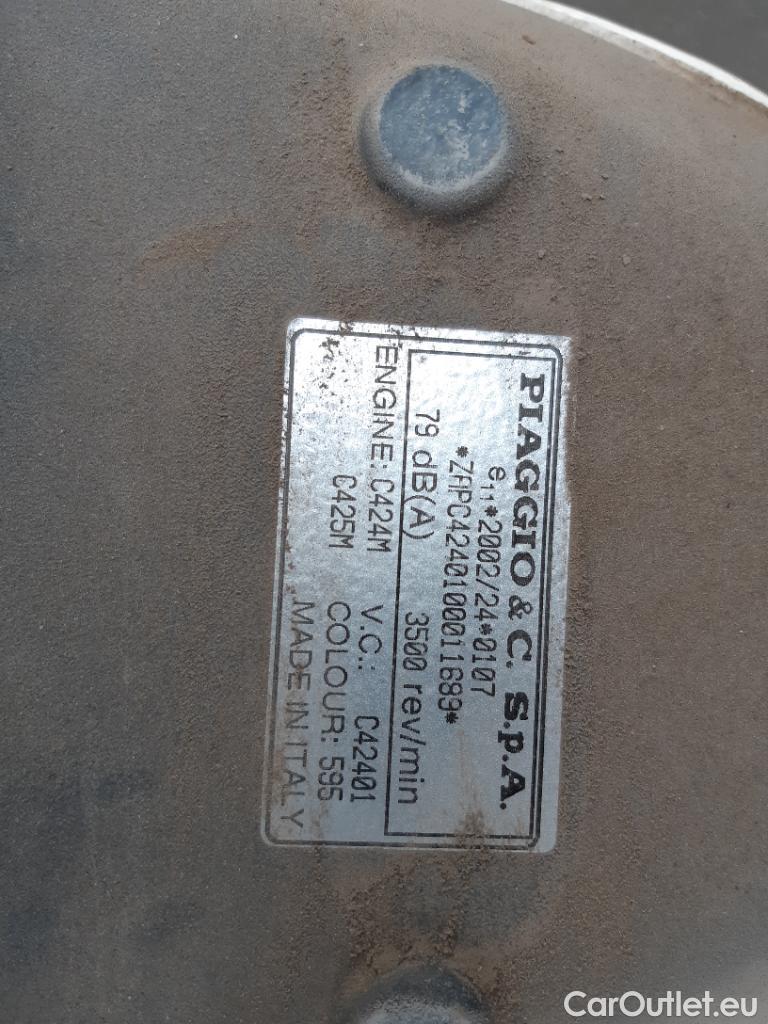 PIAGGIO & C. S.p.A.
e11*2002/24*0107
*ZAPC4240100011689*
79 dB(A) 3500 rev/min
ENGINE: C424M V.C.: C42401
C425M COLOUR: 595
MADE IN ITALY
CarOutlet.eu